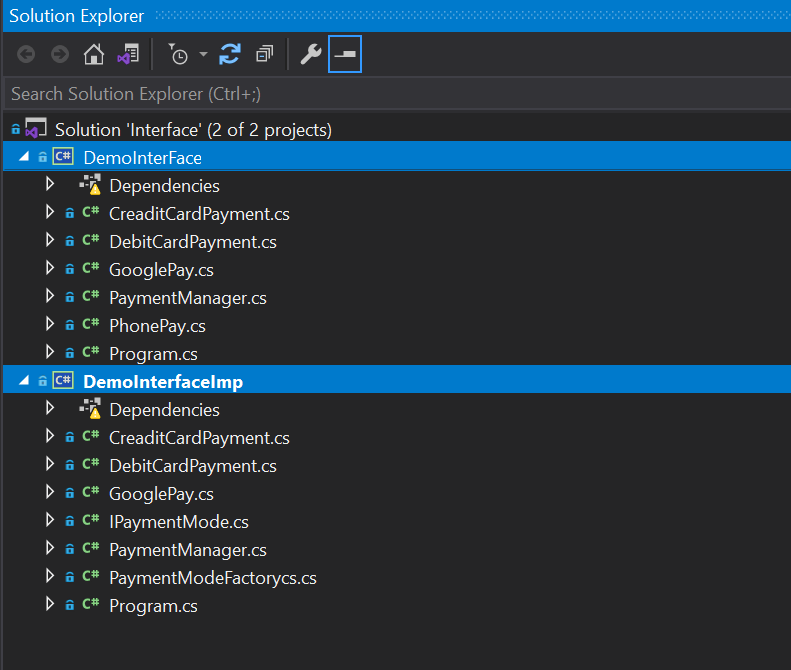 Solution Explorer
Search Solution Explorer (Ctrl+;)
Solution 'Interface' (2 of 2 projects)
C# DemoInterFace
Dependencies
C# CreaditCardPayment.cs
C# DebitCardPayment.cs
C# GooglePay.cs
C# PaymentManager.cs
C# PhonePay.cs
C# Program.cs
C# DemoInterfaceImp
Dependencies
C# CreaditCardPayment.cs
C# DebitCardPayment.cs
C# GooglePay.cs
C# IPaymentMode.cs
C# PaymentManager.cs
C# PaymentModeFactorycs.cs
C# Program.cs